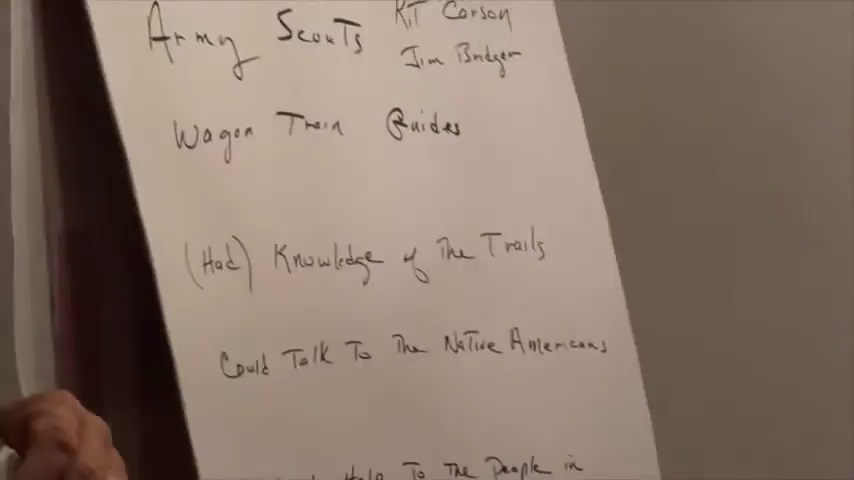 Army Scouts Kit Carson
Jim Bridger
Wagon Train Guides
(Had) Knowledge of The Trails
Could Talk To The Native Americans
Help To The People in